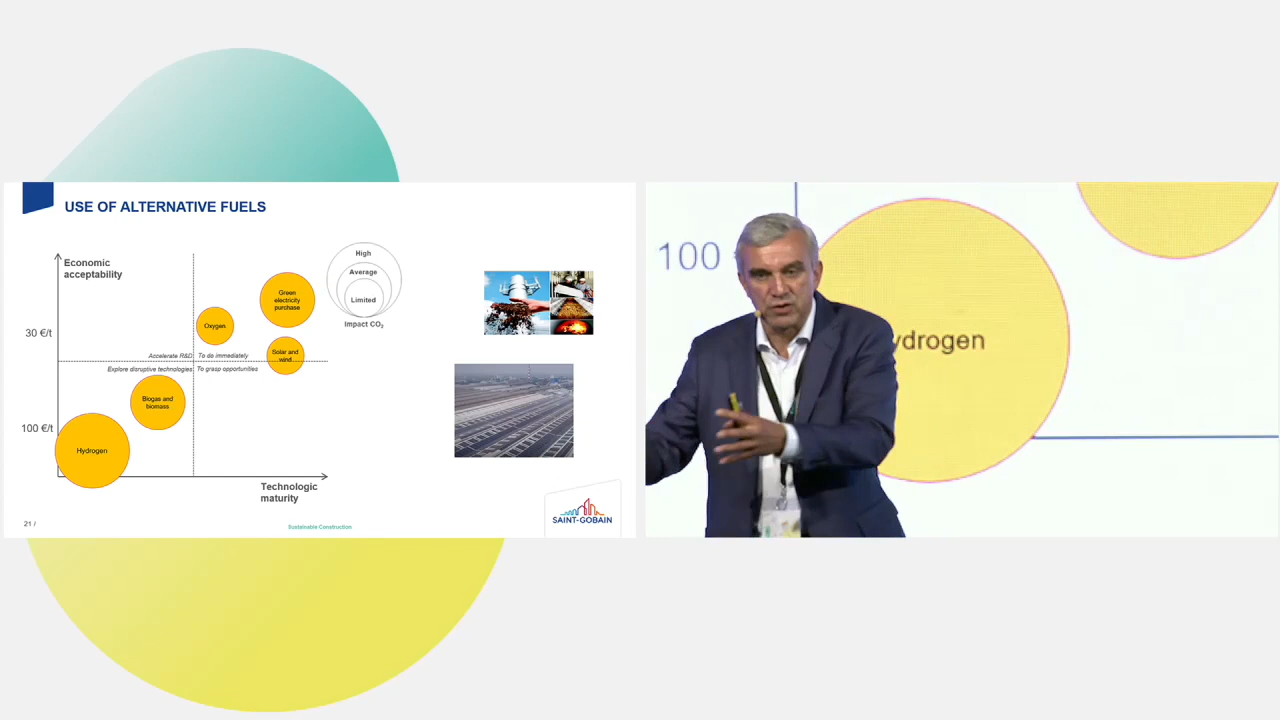 USE OF ALTERNATIVE FUELS
Economic
acceptability
High
Average
Limited
Impact CO₂
Green
electricity
purchase
Oxygen
30 €/t
Solar and
wind
Accelerate R&D
To do immediately
Explore disruptive technologies
To grasp opportunities
Biogas and
biomass
100 €/t
Hydrogen
Technologic
maturity
SAINT-GOBAIN
21 /
Sustainable Construction
100
ydrogen